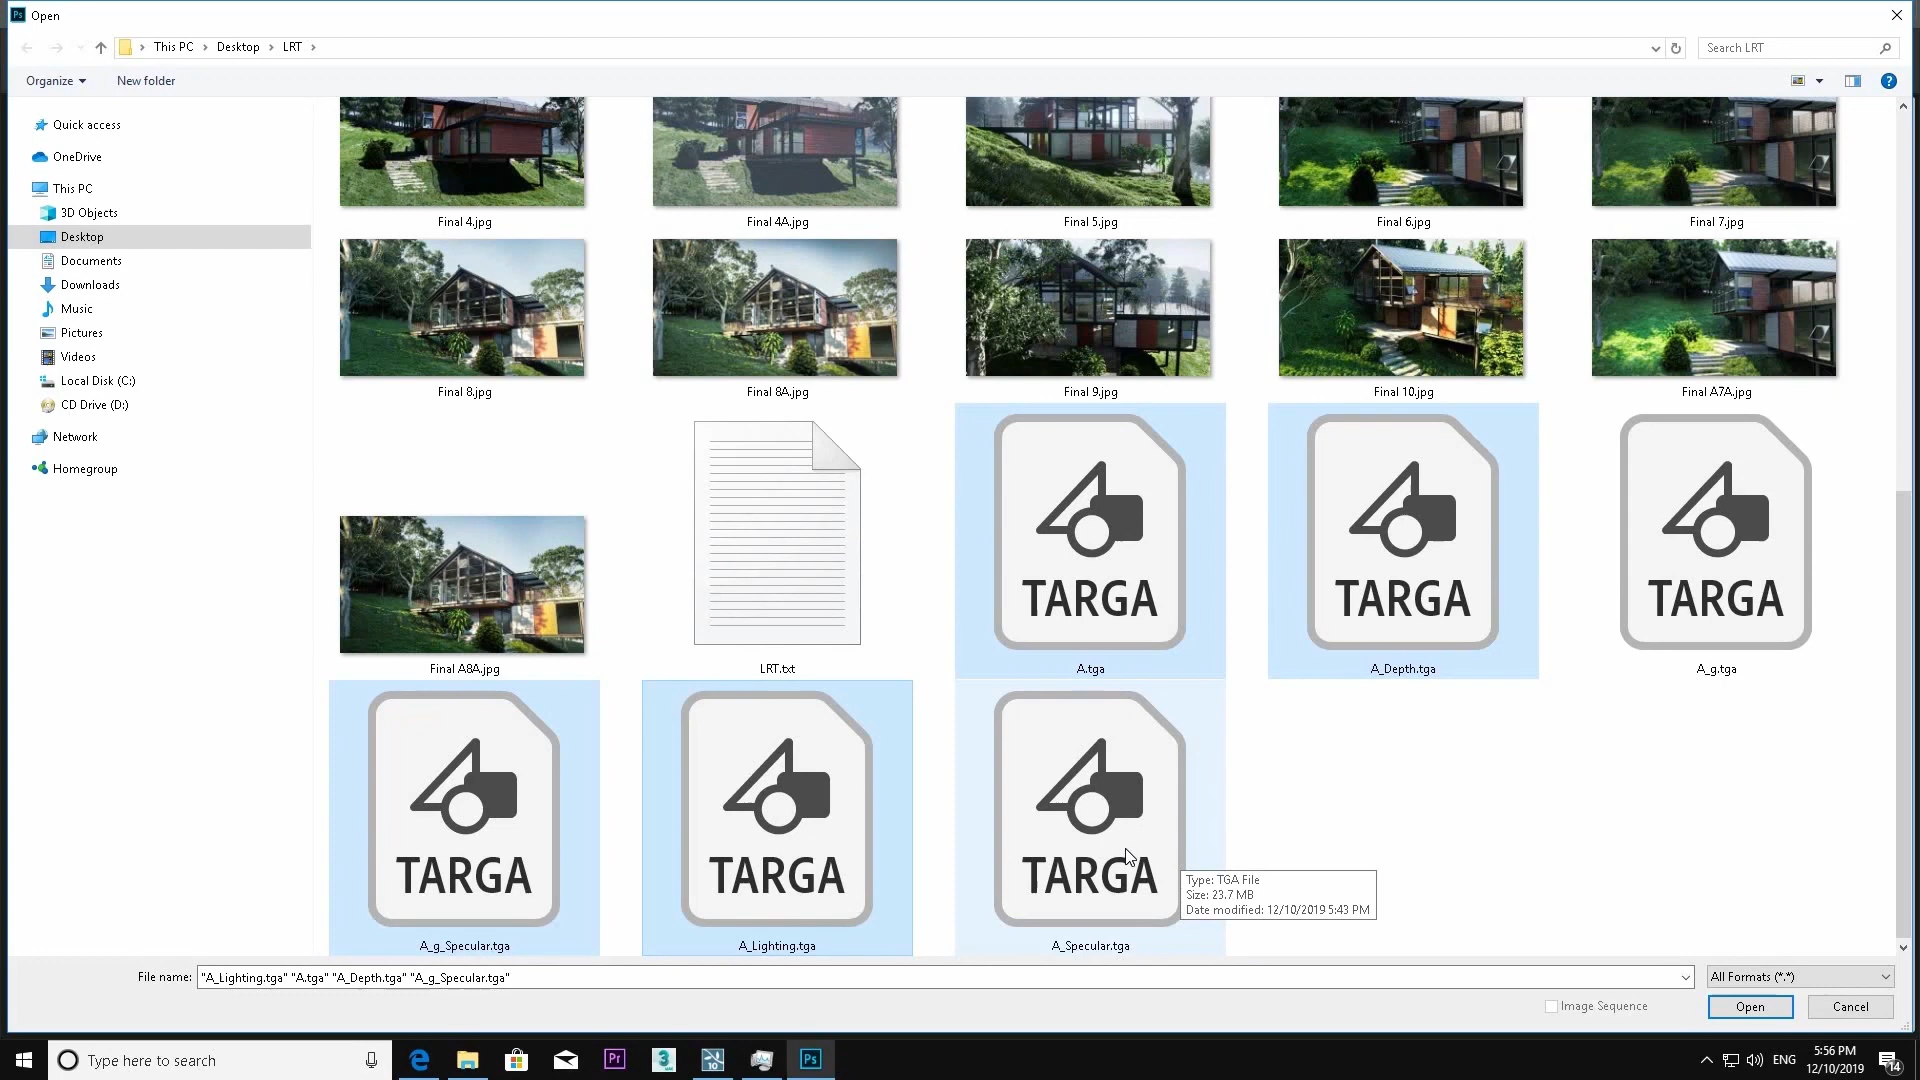 Ps Open
This PC Desktop LRT
Search LRT
Organize New folder
Quick access
OneDrive
This PC
3D Objects
Desktop
Documents
Downloads
Music
Pictures
Videos
Local Disk (C:)
CD Drive (D:)
Network
Homegroup
Final 4.jpg Final 4A.jpg Final 5.jpg Final 6.jpg Final 7.jpg
Final 8.jpg Final 8A.jpg Final 9.jpg Final 10.jpg Final A7A.jpg
TARGA TARGA TARGA
Final A8A.jpg LRT.txt A.tga A_Depth.tga A_g.tga
TARGA TARGA TARGA
Type: TGA File
Size: 23.7 MB
Date modified: 12/10/2019 5:43 PM
A_g_Specular.tga A_Lighting.tga A_Specular.tga
File name: "A_Lighting.tga" "A.tga" "A_Depth.tga" "A_g_Specular.tga" All Formats (*.*)
Image Sequence Open Cancel
Type here to search Pr 3 10 Ps ENG 5:56 PM
12/10/2019 14